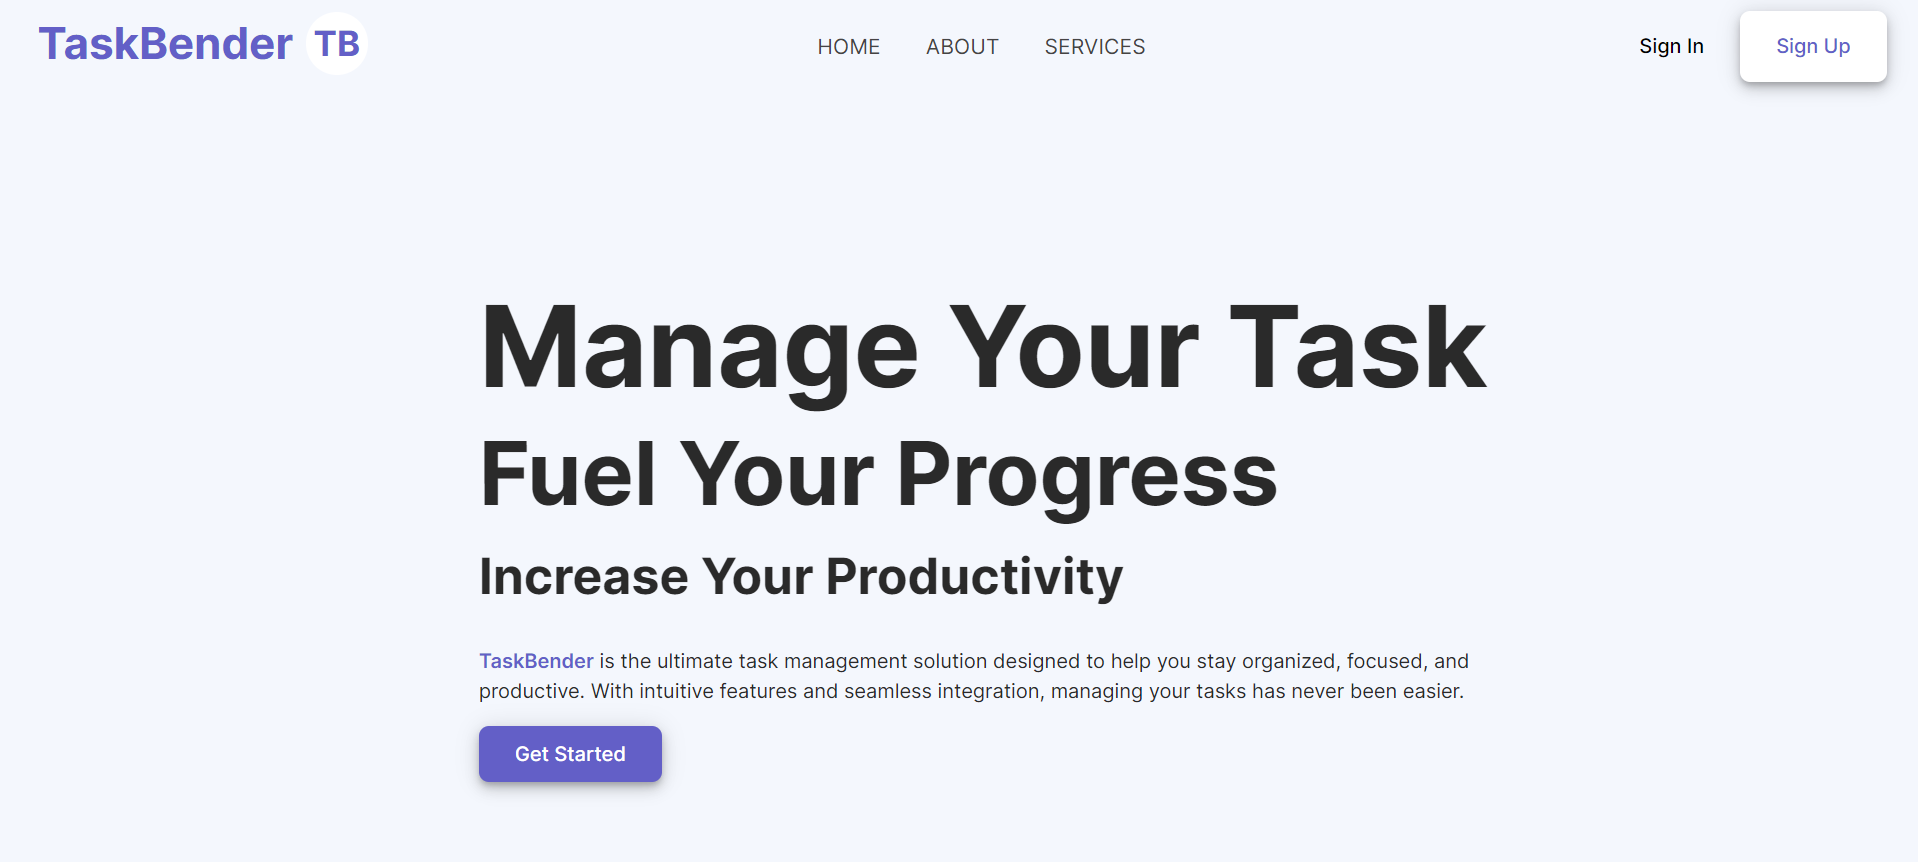 TaskBender TB
HOME ABOUT SERVICES
Sign In Sign Up
Manage Your Task
Fuel Your Progress
Increase Your Productivity
TaskBender is the ultimate task management solution designed to help you stay organized, focused, and
productive. With intuitive features and seamless integration, managing your tasks has never been easier.
Get Started